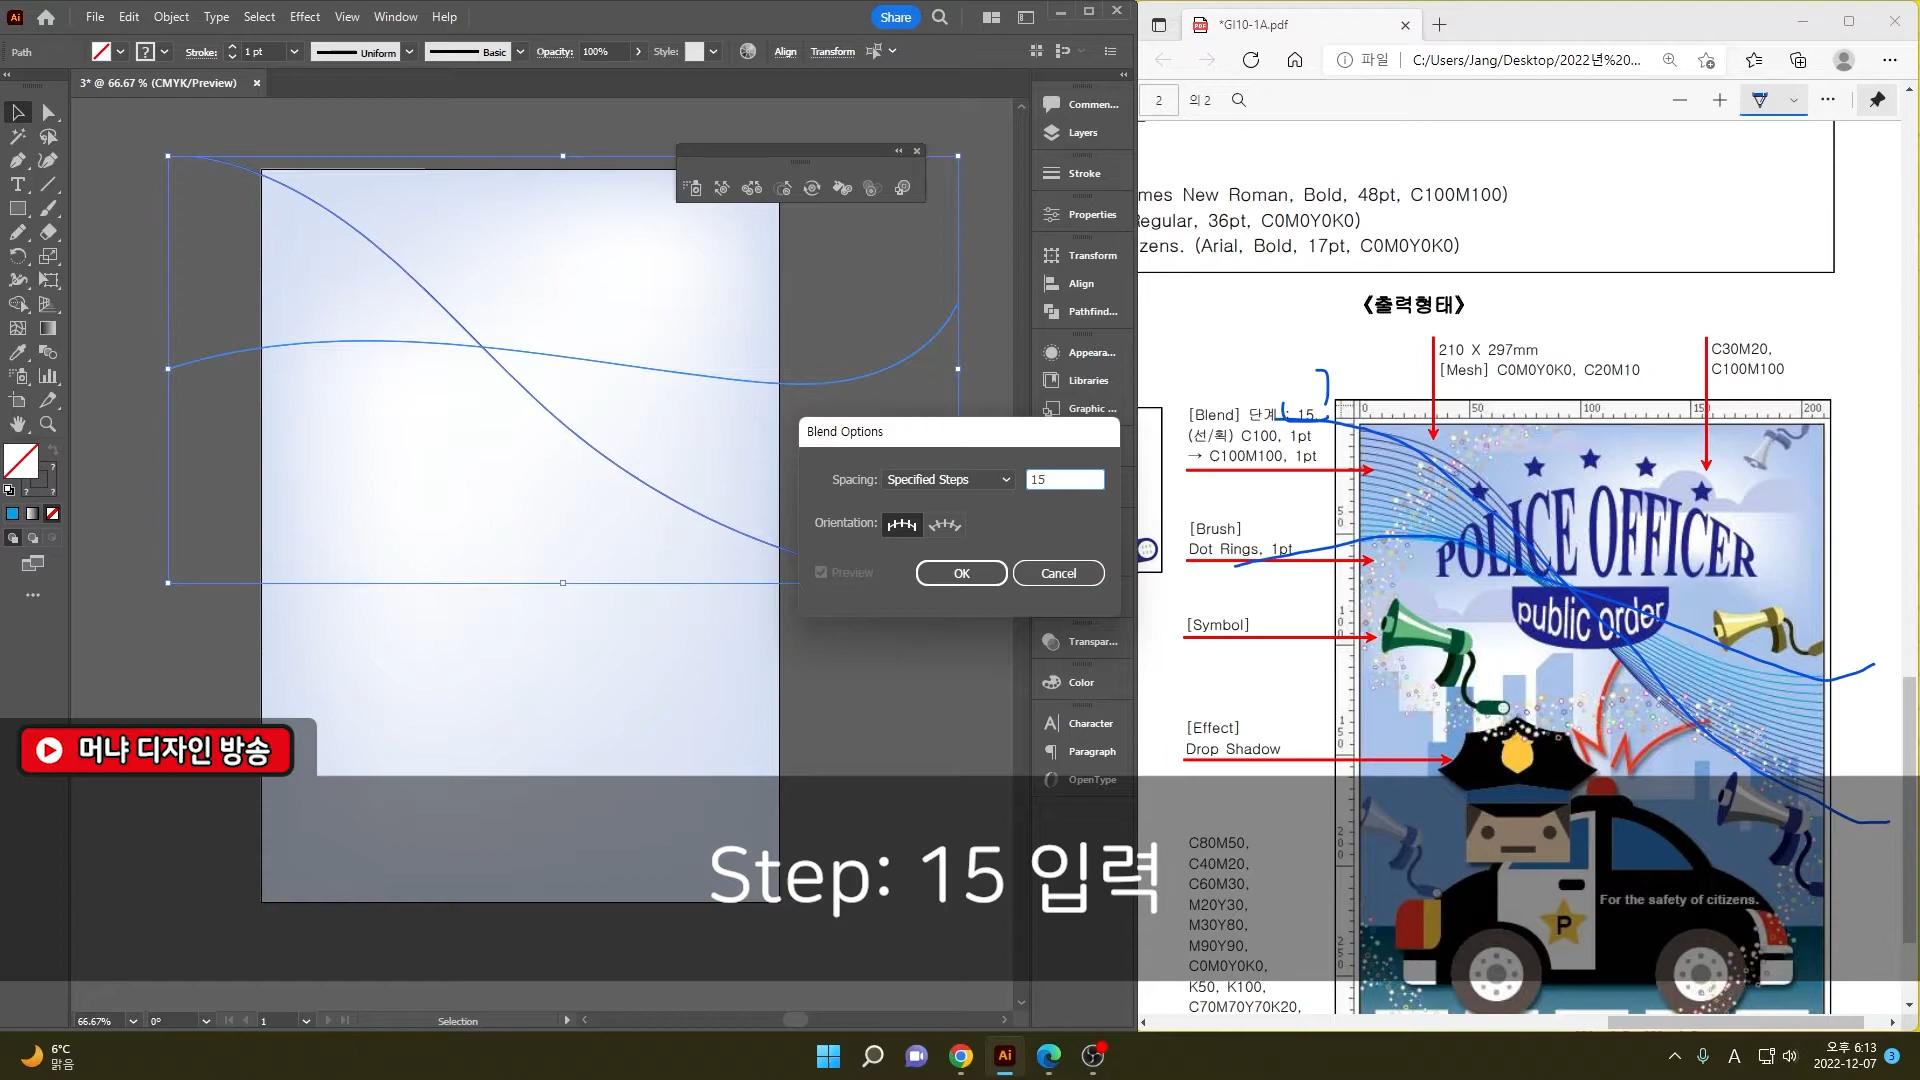 Ai File Edit Object Type Select Effect View Window Help Share
Path Stroke: 1 pt Uniform Basic Opacity: 100% Style: Align Transform
3* @ 66.67 % (CMYK/Preview)
Commen...
Layers
Stroke
Properties
Transform
Align
Pathfind...
Appeara...
Libraries
Graphic ...
Transpar...
Color
Character
Paragraph
OpenType
Blend Options
Spacing: Specified Steps 15
Orientation:
Preview OK Cancel
머냐 디자인 방송
Step: 15 입력
66.67% 0° 1 Selection
*GI10-1A.pdf
파일 C:/Users/Jang/Desktop/2022년%20...
2 의 2
mes New Roman, Bold, 48pt, C100M100)
Regular, 36pt, C0M0Y0K0)
zens. (Arial, Bold, 17pt, C0M0Y0K0)
《출력형태》
210 X 297mm
[Mesh] C0M0Y0K0, C20M10
C30M20,
C100M100
[Blend] 단계 : 15,
(선/획) C100, 1pt
→ C100M100, 1pt
[Brush]
Dot Rings, 1pt
[Symbol]
[Effect]
Drop Shadow
0 50 100 150 200
POLICE OFFICER
public order
For the safety of citizens.
P
C80M50,
C40M20,
C60M30,
M20Y30,
M30Y80,
M90Y90,
C0M0Y0K0,
K50, K100,
C70M70Y70K20,
6°C
맑음
Ai
A
오후 6:13
2022-12-07
3